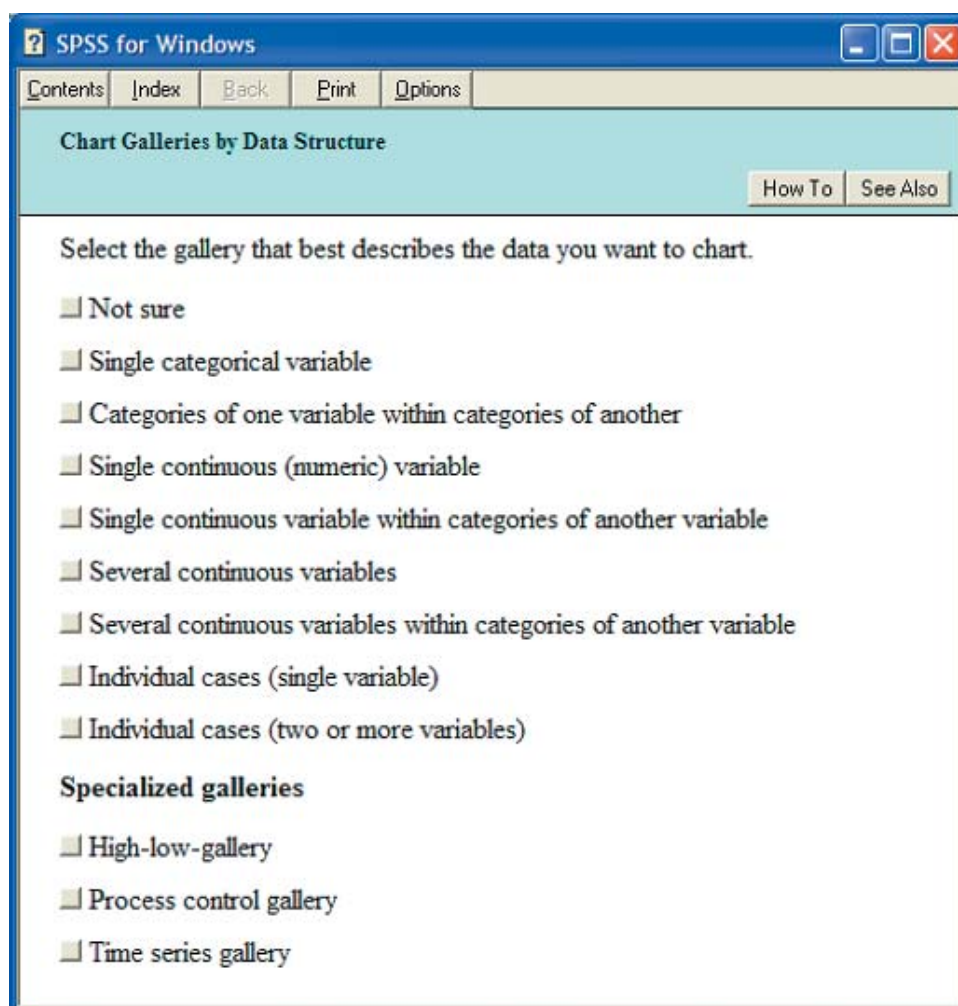 SPSS for Windows
Contents Index Back Print Options
Chart Galleries by Data Structure
How To See Also
Select the gallery that best describes the data you want to chart.
Not sure
Single categorical variable
Categories of one variable within categories of another
Single continuous (numeric) variable
Single continuous variable within categories of another variable
Several continuous variables
Several continuous variables within categories of another variable
Individual cases (single variable)
Individual cases (two or more variables)
Specialized galleries
High-low-gallery
Process control gallery
Time series gallery